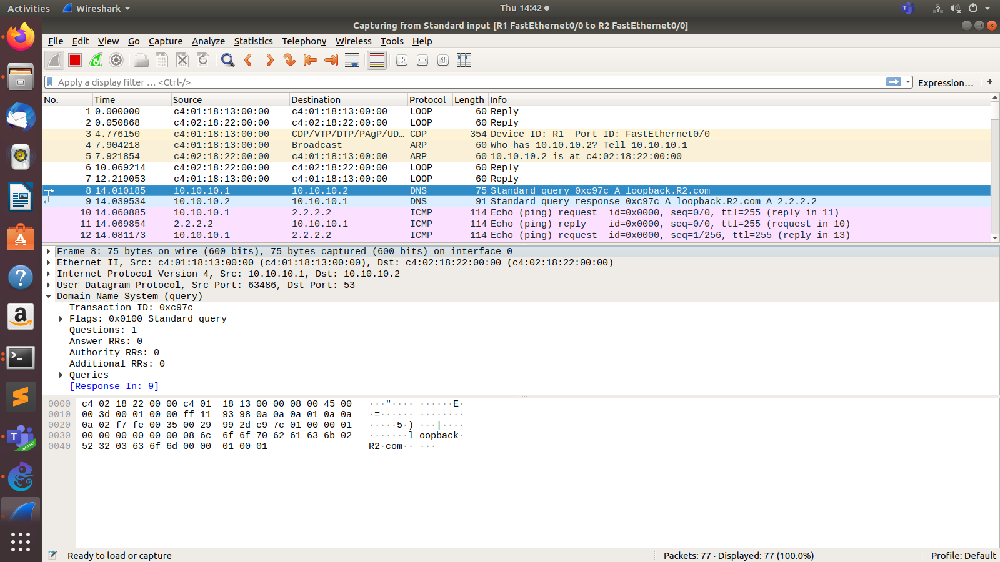 Activities Wireshark Thu 14:42
Capturing from Standard input [R1 FastEthernet0/0 to R2 FastEthernet0/0]
File Edit View Go Capture Analyze Statistics Telephony Wireless Tools Help
Apply a display filter … <Ctrl-/> Expression… +
No. Time Source Destination Protocol Length Info
1 0.000000 c4:01:18:13:00:00 c4:01:18:13:00:00 LOOP 60 Reply
2 0.050868 c4:02:18:22:00:00 c4:02:18:22:00:00 LOOP 60 Reply
3 4.776150 c4:01:18:13:00:00 CDP/VTP/DTP/PAgP/UD… CDP 354 Device ID: R1 Port ID: FastEthernet0/0
4 7.904218 c4:01:18:13:00:00 Broadcast ARP 60 Who has 10.10.10.2? Tell 10.10.10.1
5 7.921854 c4:02:18:22:00:00 c4:01:18:13:00:00 ARP 60 10.10.10.2 is at c4:02:18:22:00:00
6 10.069214 c4:02:18:22:00:00 c4:02:18:22:00:00 LOOP 60 Reply
7 12.219053 c4:01:18:13:00:00 c4:01:18:13:00:00 LOOP 60 Reply
8 14.010185 10.10.10.1 10.10.10.2 DNS 75 Standard query 0xc97c A loopback.R2.com
9 14.039534 10.10.10.2 10.10.10.1 DNS 91 Standard query response 0xc97c A loopback.R2.com A 2.2.2.2
10 14.060885 10.10.10.1 2.2.2.2 ICMP 114 Echo (ping) request id=0x0000, seq=0/0, ttl=255 (reply in 11)
11 14.069854 2.2.2.2 10.10.10.1 ICMP 114 Echo (ping) reply id=0x0000, seq=0/0, ttl=255 (request in 10)
12 14.081173 10.10.10.1 2.2.2.2 ICMP 114 Echo (ping) request id=0x0000, seq=1/256, ttl=255 (reply in 13)
Frame 8: 75 bytes on wire (600 bits), 75 bytes captured (600 bits) on interface 0
Ethernet II, Src: c4:01:18:13:00:00 (c4:01:18:13:00:00), Dst: c4:02:18:22:00:00 (c4:02:18:22:00:00)
Internet Protocol Version 4, Src: 10.10.10.1, Dst: 10.10.10.2
User Datagram Protocol, Src Port: 63486, Dst Port: 53
Domain Name System (query)
Transaction ID: 0xc97c
Flags: 0x0100 Standard query
Questions: 1
Answer RRs: 0
Authority RRs: 0
Additional RRs: 0
Queries
[Response In: 9]
0000 c4 02 18 22 00 00 c4 01 18 13 00 00 08 00 45 00 ···"···· ······E·
0010 00 3d 00 01 00 00 ff 11 93 98 0a 0a 0a 01 0a 0a ·=······ ········
0020 0a 02 f7 fe 00 35 00 29 99 2d c9 7c 01 00 00 01 ·····5·) ·-·|····
0030 00 00 00 00 00 00 08 6c 6f 6f 70 62 61 63 6b 02 ·······l oopback·
0040 52 32 03 63 6f 6d 00 00 01 00 01 R2·com·· ···
Ready to load or capture Packets: 77 · Displayed: 77 (100.0%) Profile: Default